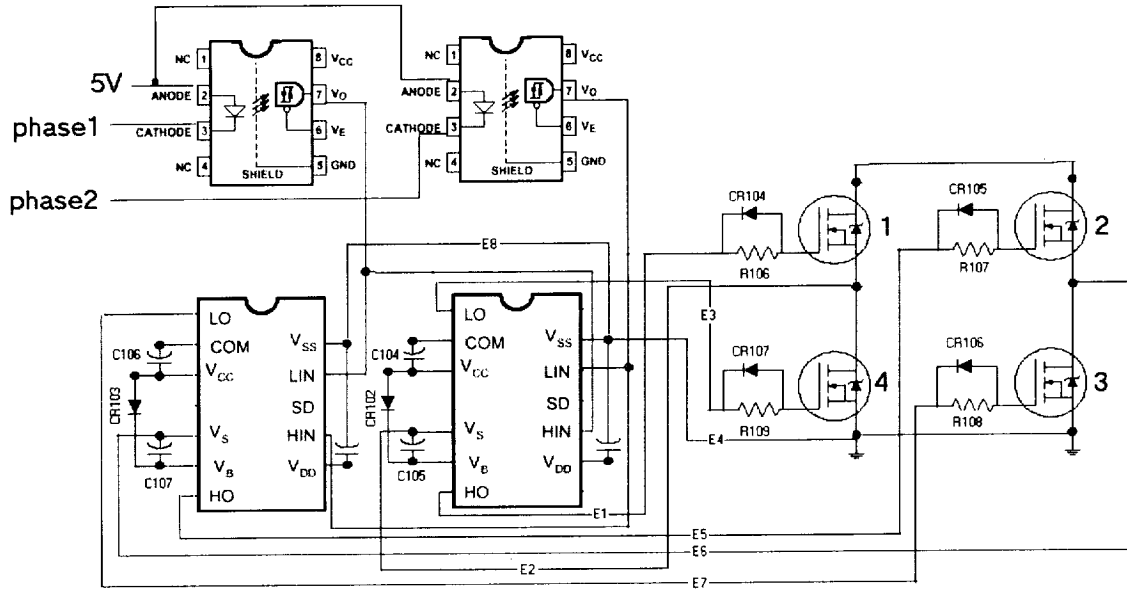 5V
phase1
phase2
NC 1
ANODE 2
CATHODE 3
NC 4
8 VCC
7 VO
6 VE
5 GND
SHIELD
NC 1
ANODE 2
CATHODE 3
NC 4
8 VCC
7 VO
6 VE
5 GND
SHIELD
E8
CR104
R106
1
CR105
R107
2
E3
CR107
R109
4
CR106
R108
3
E4
C106
CR103
C107
LO
COM
VCC
VS
VB
HO
VSS
LIN
SD
HIN
VDD
C104
CR102
C105
LO
COM
VCC
VS
VB
HO
VSS
LIN
SD
HIN
VDD
E1
E5
E6
E2
E7